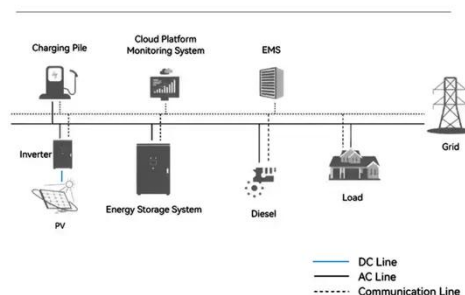 Charging Pile
Cloud Platform
Monitoring System
EMS
Grid
Inverter
PV
Energy Storage System
Diesel
Load
DC Line
AC Line
Communication Line